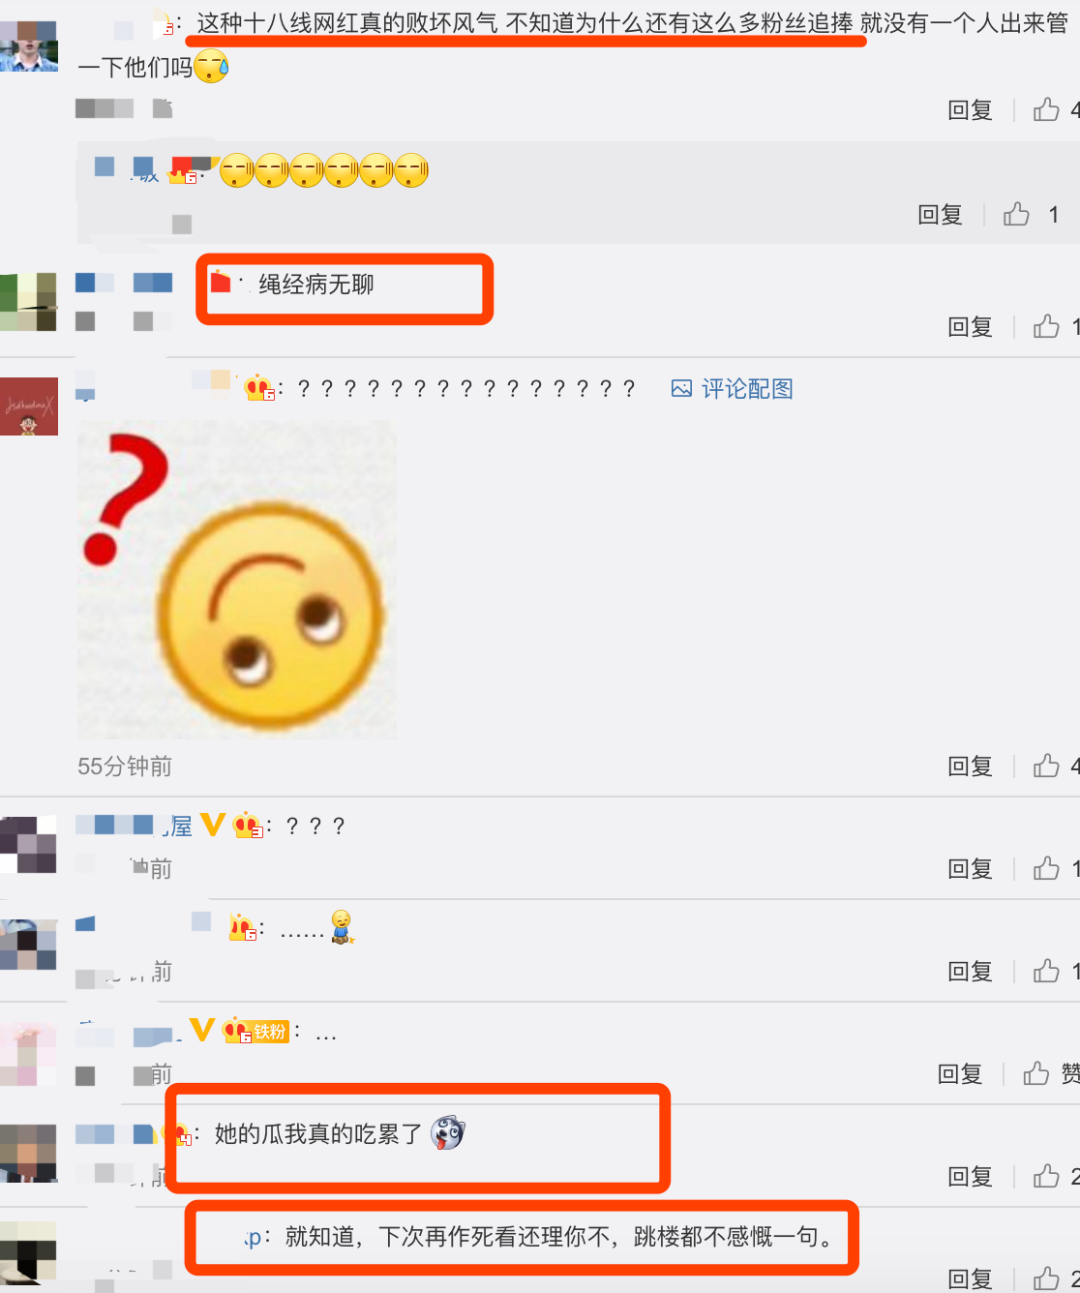 ：这种十八线网红真的败坏风气 不知道为什么还有这么多粉丝追捧 就没有一个人出来管
一下他们吗
回复 4
回复 1
绳经病无聊
回复 1
：？？？？？？？？？？？？？？？ 评论配图
?
55分钟前
回复 4
屋 V ：？？？
钟前
回复 1
：……
前
回复 1
V 铁粉 ：...
前
回复 赞
：她的瓜我真的吃累了
前
回复 2
p：就知道，下次再作死看还理你不，跳楼都不感慨一句。
回复 2